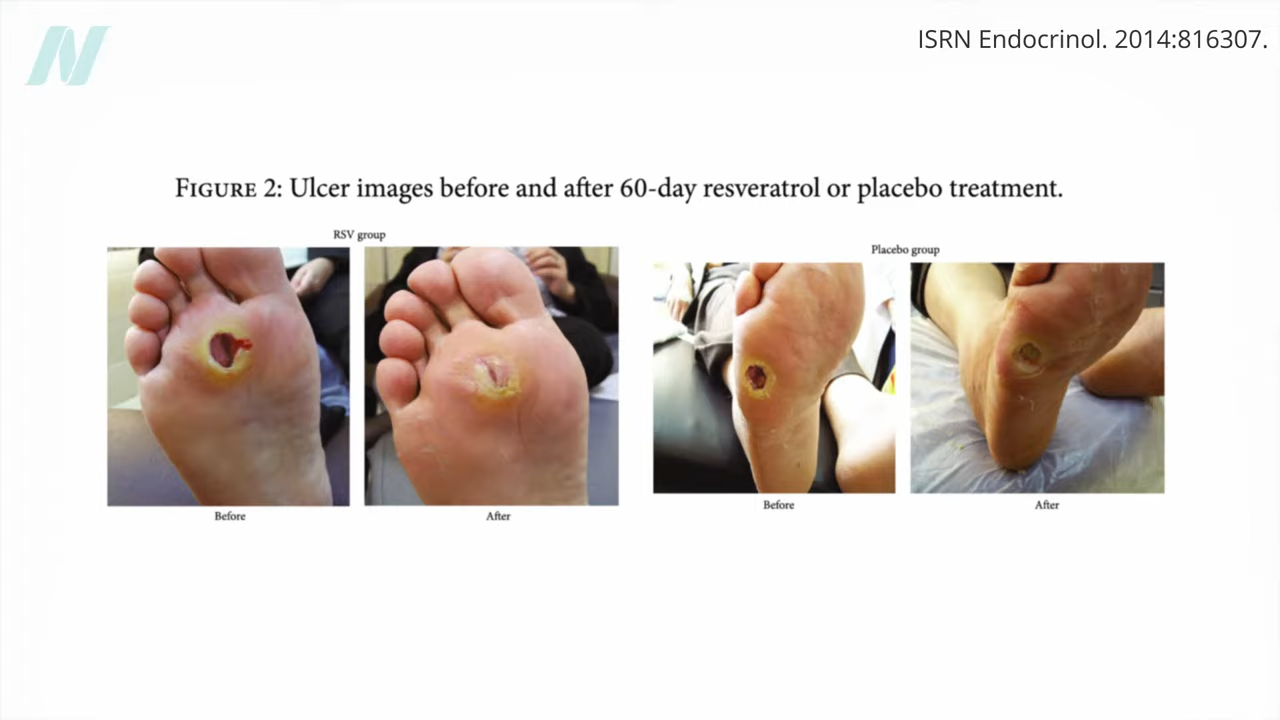 ISRN Endocrinol. 2014:816307.
FIGURE 2: Ulcer images before and after 60-day resveratrol or placebo treatment.
RSV group
Placebo group
Before
After
Before
After